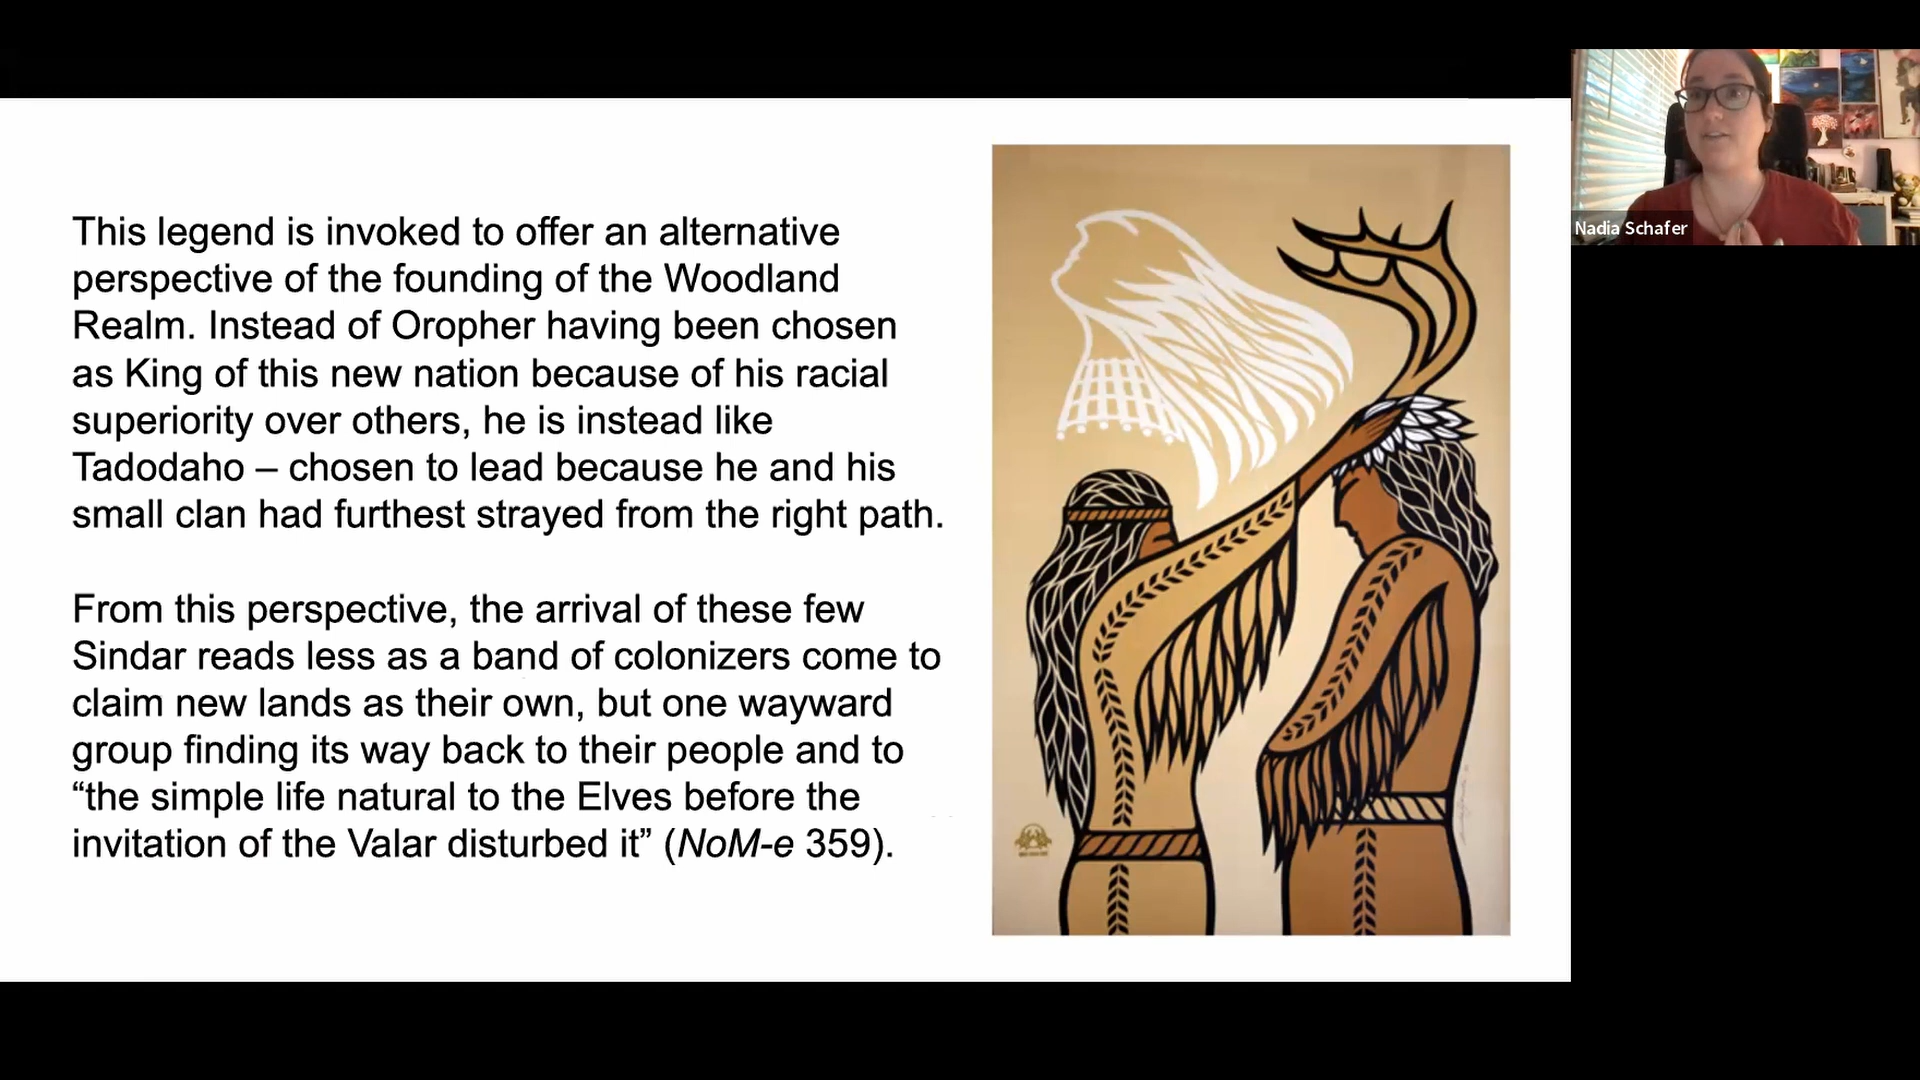 This legend is invoked to offer an alternative
perspective of the founding of the Woodland
Realm. Instead of Oropher having been chosen
as King of this new nation because of his racial
superiority over others, he is instead like
Tadodaho – chosen to lead because he and his
small clan had furthest strayed from the right path.
From this perspective, the arrival of these few
Sindar reads less as a band of colonizers come to
claim new lands as their own, but one wayward
group finding its way back to their people and to
“the simple life natural to the Elves before the
invitation of the Valar disturbed it” (NoM-e 359).
Nadia Schafer